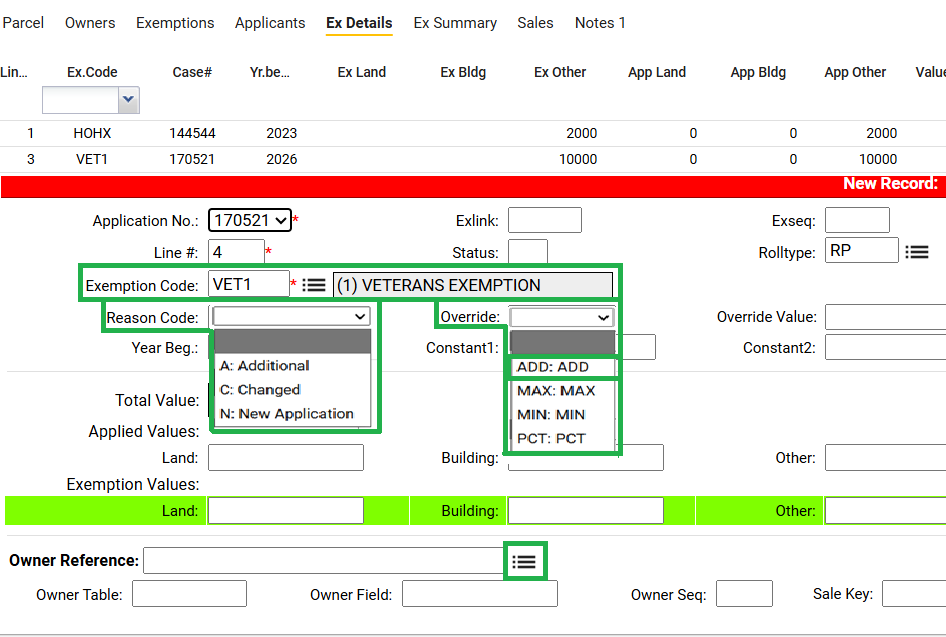 Parcel Owners Exemptions Applicants Ex Details Ex Summary Sales Notes 1
Lin... Ex.Code Case# Yr.be... Ex Land Ex Bldg Ex Other App Land App Bldg App Other Value
1 HOHX 144544 2023 2000 0 0 2000
3 VET1 170521 2026 10000 0 0 10000
New Record:
Application No.: 170521 * Exlink: Exseq:
Line #: 4 * Status: Rolltype: RP
Exemption Code: VET1 * (1) VETERANS EXEMPTION
Reason Code: Override: Override Value:
Year Beg.: Constant1: Constant2:
A: Additional ADD: ADD
C: Changed MAX: MAX
N: New Application MIN: MIN
PCT: PCT
Total Value:
Applied Values:
Land: Building: Other:
Exemption Values:
Land: Building: Other:
Owner Reference:
Owner Table: Owner Field: Owner Seq: Sale Key: